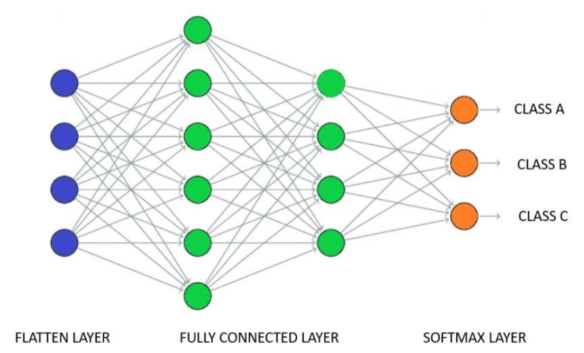 CLASS A
CLASS B
CLASS C
FLATTEN LAYER
FULLY CONNECTED LAYER
SOFTMAX LAYER